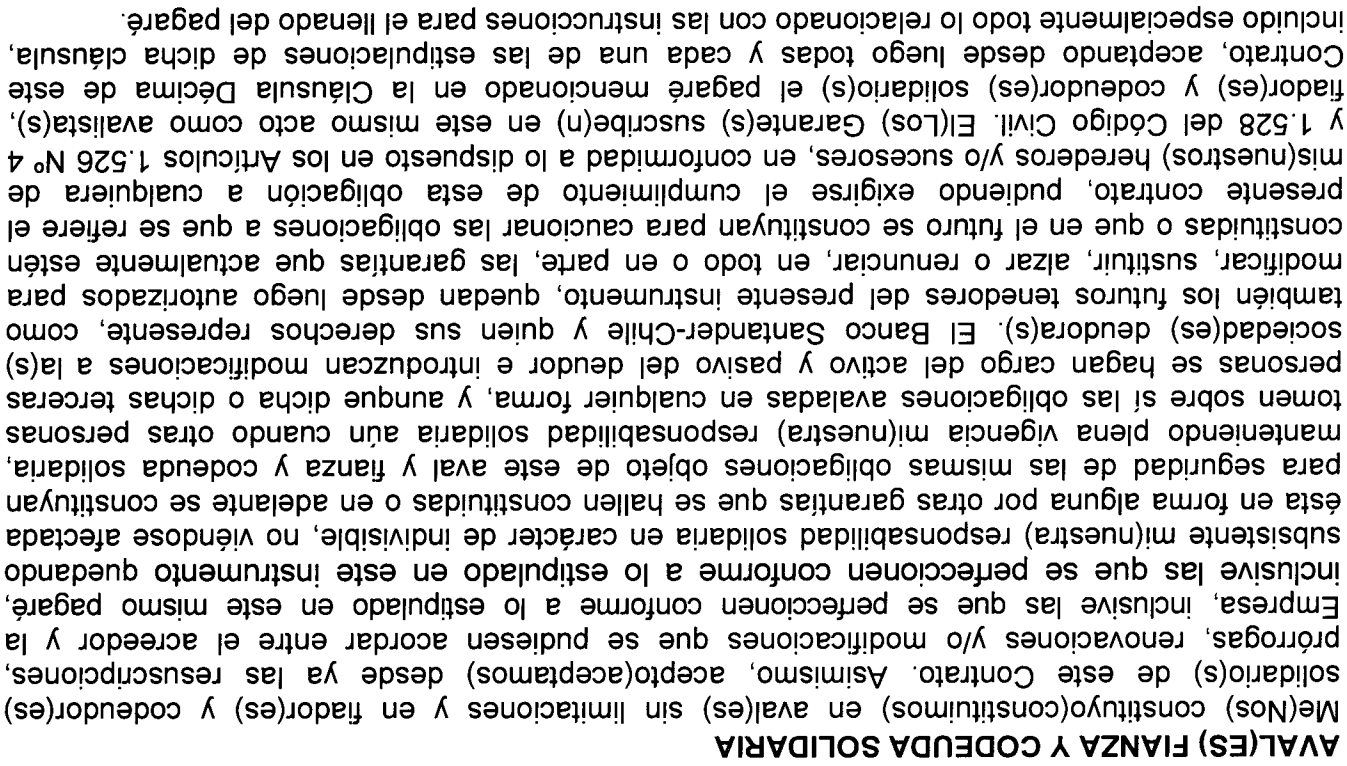 AVAL(ES) FIANZA Y CODEUDA SOLIDARIA
Me(Nos) constituyo(constituimos) en aval(es) sin limitaciones y en fiador(es) y codeudor(es)
solidario(s) de este Contrato. Asimismo, acepto(aceptamos) desde ya las resuscripciones,
prórrogas, renovaciones y/o modificaciones que se pudiesen acordar entre el acreedor y la
Empresa, inclusive las que se perfeccionen conforme a lo estipulado en este mismo pagaré,
inclusive las que se perfeccionen conforme a lo estipulado en este instrumento quedando
subsistente mi(nuestra) responsabilidad solidaria en carácter de indivisible, no viéndose afectada
ésta en forma alguna por otras garantías que se hallen constituidas o en adelante se constituyan
para seguridad de las mismas obligaciones objeto de este aval y fianza y codeuda solidaria,
manteniendo plena vigencia mi(nuestra) responsabilidad solidaria aún cuando otras personas
tomen sobre sí las obligaciones avaladas en cualquier forma, y aunque dicha o dichas terceras
personas se hagan cargo del activo y pasivo del deudor e introduzcan modificaciones a la(s)
sociedad(es) deudora(s). El Banco Santander-Chile y quien sus derechos represente, como
también los futuros tenedores del presente instrumento, quedan desde luego autorizados para
modificar, sustituir, alzar o renunciar, en todo o en parte, las garantías que actualmente estén
constituidas o que en el futuro se constituyan para caucionar las obligaciones a que se refiere el
presente contrato, pudiendo exigirse el cumplimiento de esta obligación a cualquiera de
mis(nuestros) herederos y/o sucesores, en conformidad a lo dispuesto en los Artículos 1.526 Nº 4
y 1.528 del Código Civil. El(Los) Garante(s) suscribe(n) en este mismo acto como avalista(s),
fiador(es) y codeudor(es) solidario(s) el pagaré mencionado en la Cláusula Décima de este
Contrato, aceptando desde luego todas y cada una de las estipulaciones de dicha cláusula,
incluido especialmente todo lo relacionado con las instrucciones para el llenado del pagaré.